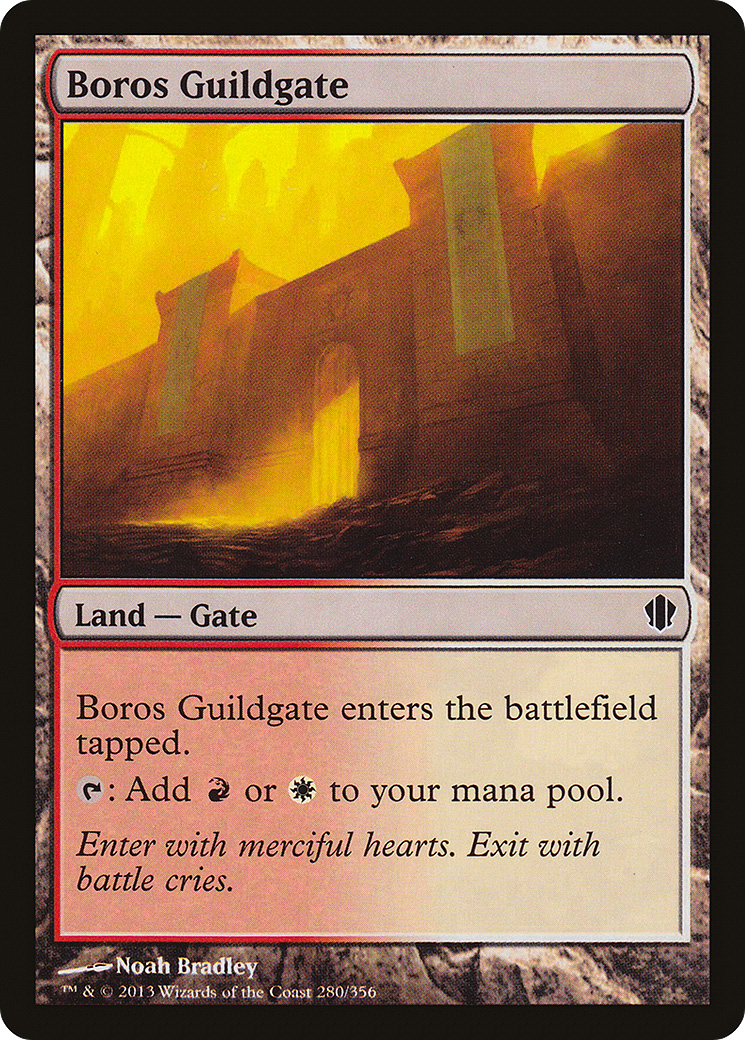 Boros Guildgate
Land — Gate
Boros Guildgate enters the battlefield
tapped.
: Add or to your mana pool.
Enter with merciful hearts. Exit with
battle cries.
Noah Bradley
™ & © 2013 Wizards of the Coast 280/356